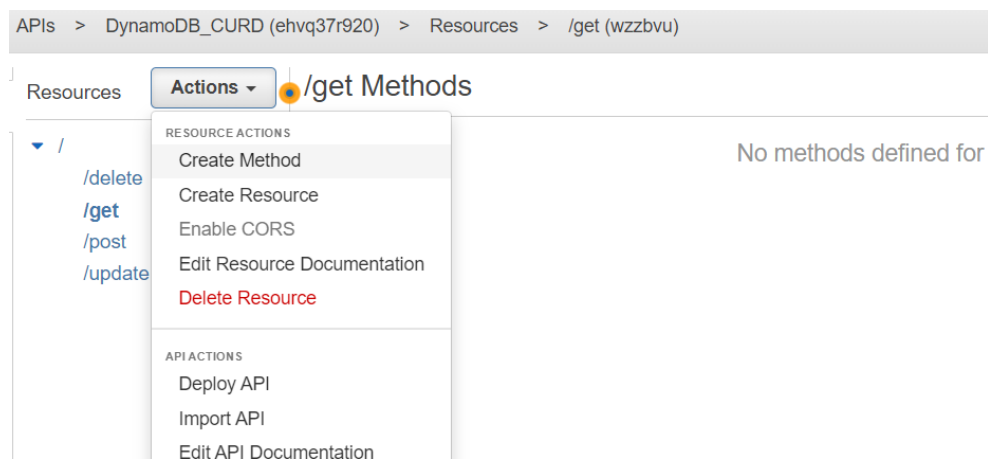 APIs > DynamoDB_CURD (ehvq37r920) > Resources > /get (wzzbvu)
Resources
Actions
/get Methods
/
/delete
/get
/post
/update
RESOURCE ACTIONS
Create Method
Create Resource
Enable CORS
Edit Resource Documentation
Delete Resource
API ACTIONS
Deploy API
Import API
Edit API Documentation
No methods defined for